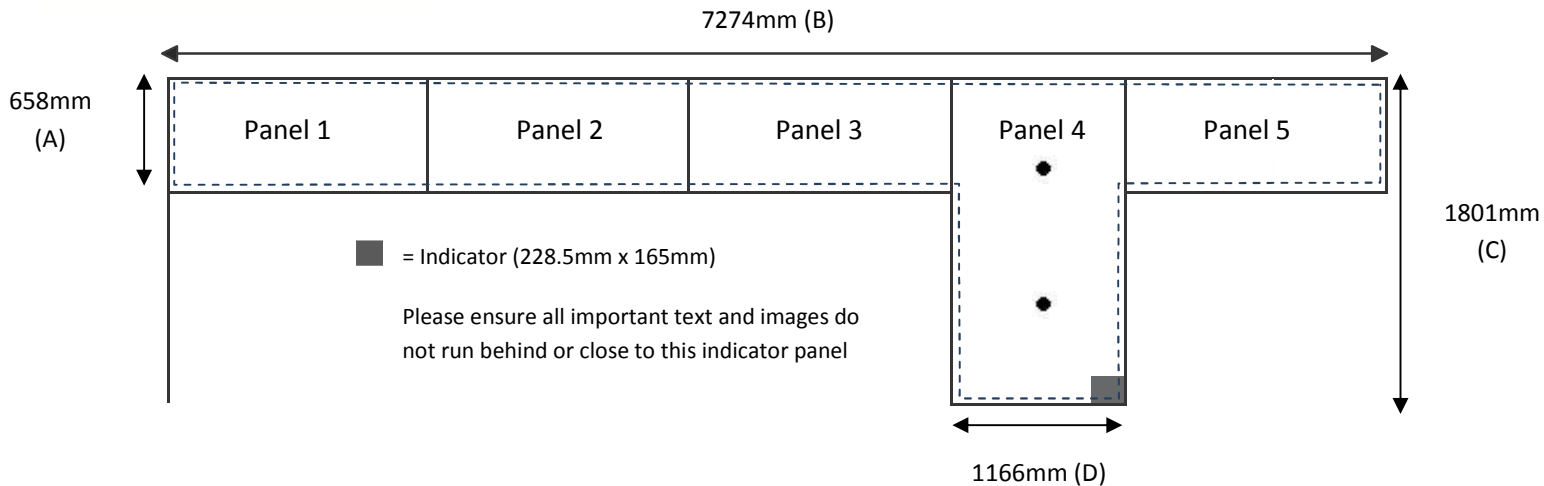 7274mm (B)
658mm
(A)
Panel 1
Panel 2
Panel 3
Panel 4
Panel 5
1801mm
(C)
= Indicator (228.5mm x 165mm)
Please ensure all important text and images do
not run behind or close to this indicator panel
1166mm (D)